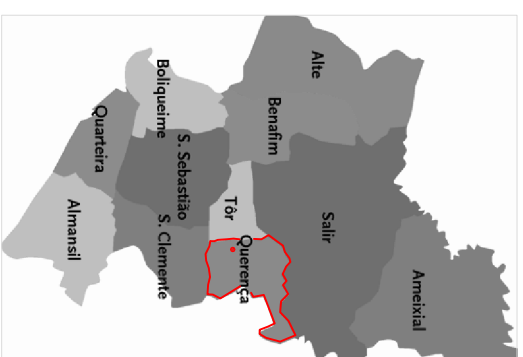 Alte
Boliqueime
Benafim
Quarteira
S. Sebastião
Tôr
Almansil
S. Clemente
Querença
Salir
Ameixial